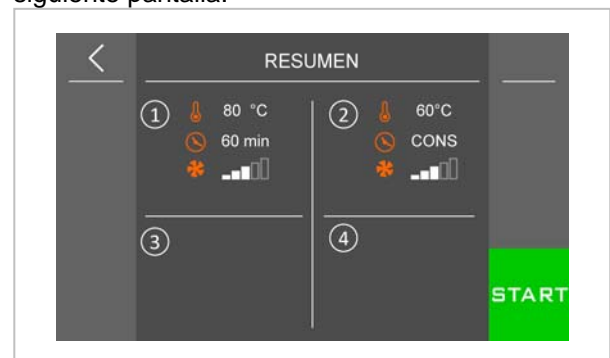 siguiente pantalla:
RESUMEN
1 80 °C 2 60°C
60 min CONS
3 4
START